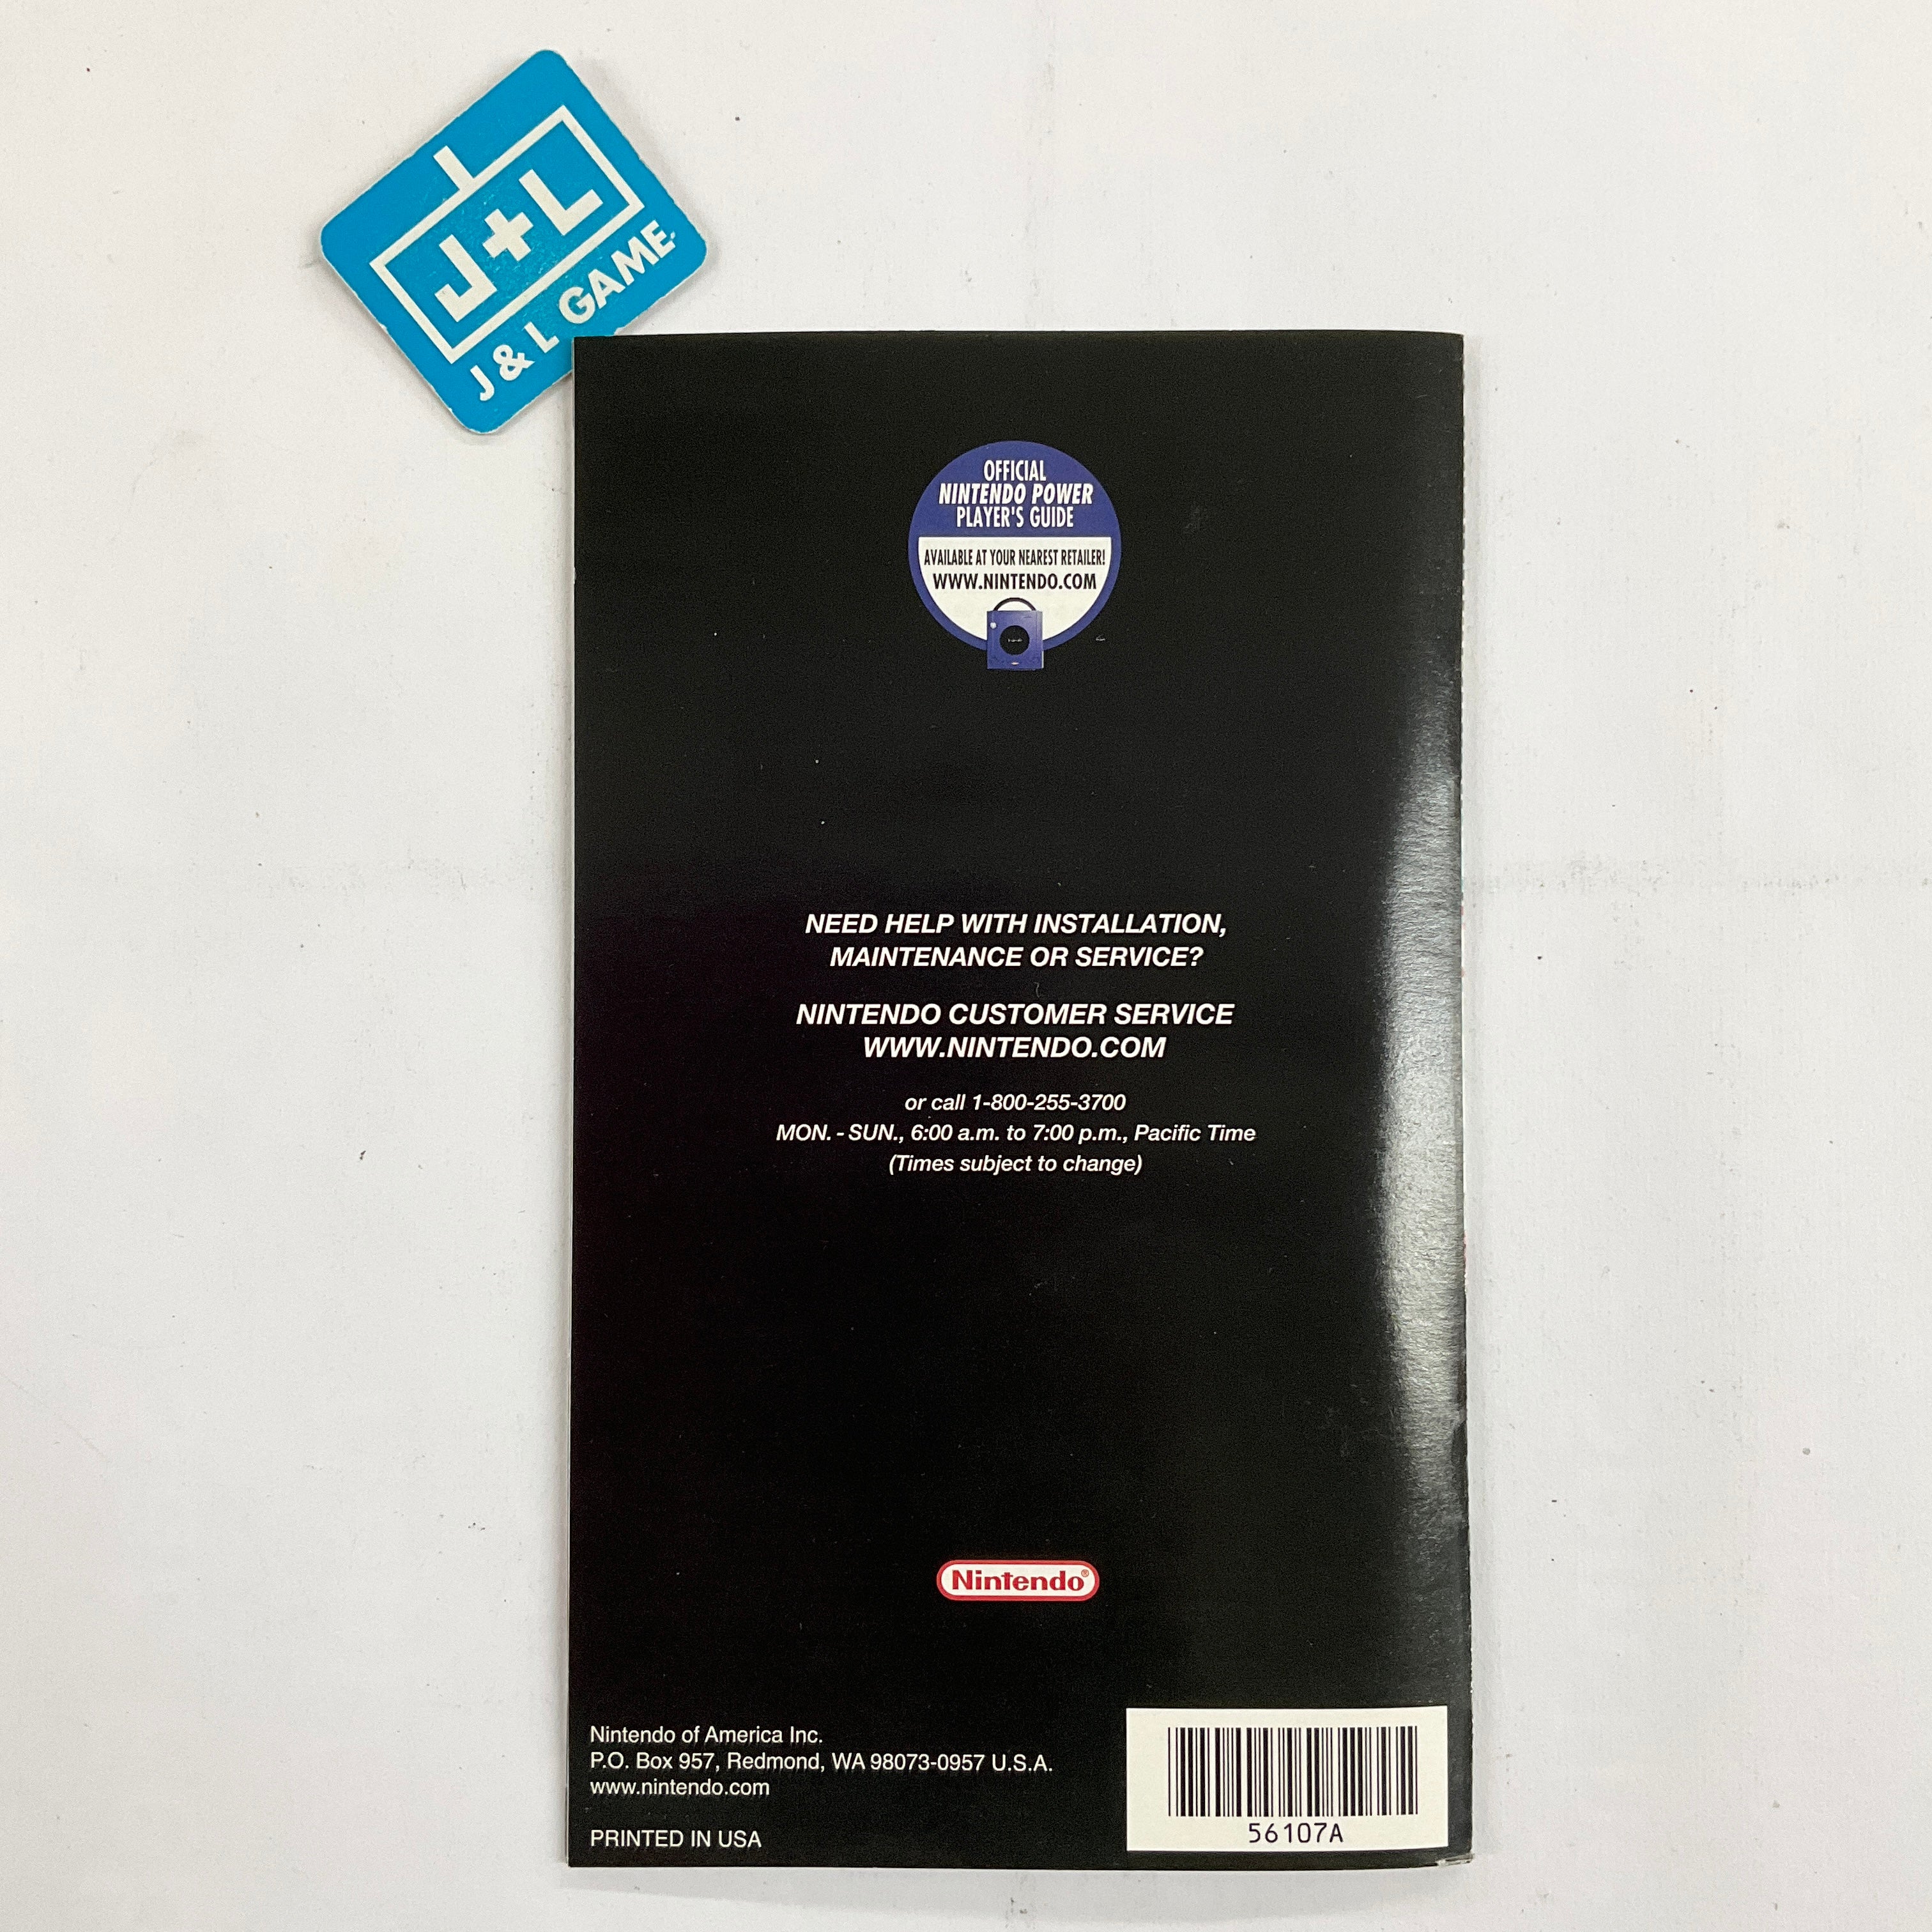 J+L
J & L GAME
OFFICIAL
NINTENDO POWER
PLAYER'S GUIDE
AVAILABLE AT YOUR NEAREST RETAILER!
WWW.NINTENDO.COM
NEED HELP WITH INSTALLATION,
MAINTENANCE OR SERVICE?
NINTENDO CUSTOMER SERVICE
WWW.NINTENDO.COM
or call 1-800-255-3700
MON. - SUN., 6:00 a.m. to 7:00 p.m., Pacific Time
(Times subject to change)
Nintendo®
Nintendo of America Inc.
P.O. Box 957, Redmond, WA 98073-0957 U.S.A.
www.nintendo.com
PRINTED IN USA
56107A